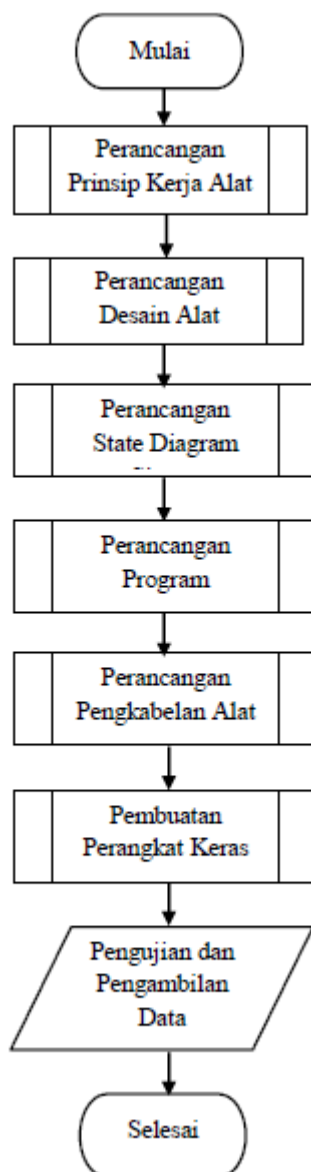 Mulai
Perancangan
Prinsip Kerja Alat
Perancangan
Desain Alat
Perancangan
State Diagram
Perancangan
Program
Perancangan
Pengkabelan Alat
Pembuatan
Perangkat Keras
Pengujian dan
Pengambilan
Data
Selesai